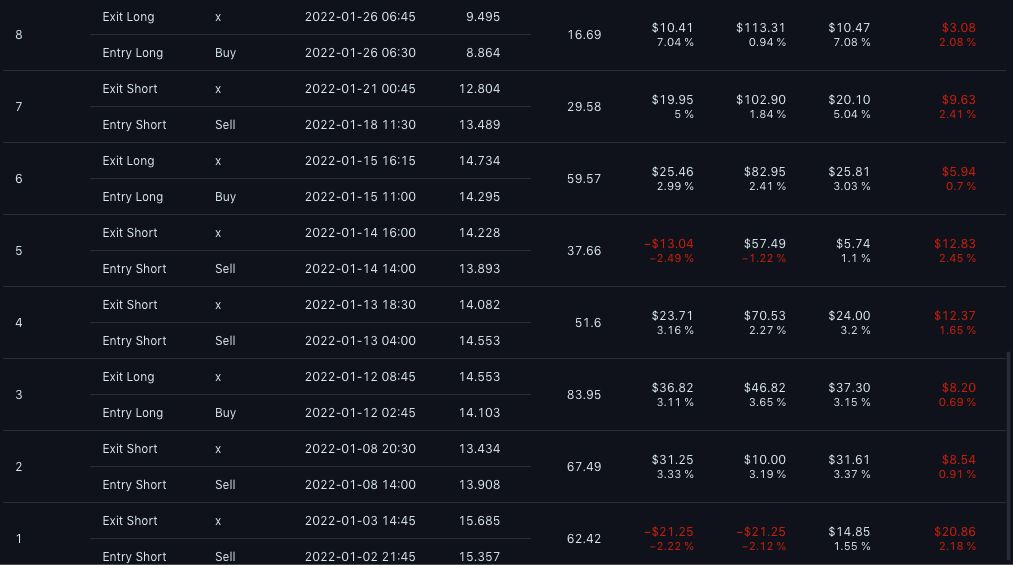 Exit Long x 2022-01-26 06:45 9.495
8 16.69 $10.41 $113.31 $10.47 $3.08
7.04 % 0.94 % 7.08 % 2.08 %
Entry Long Buy 2022-01-26 06:30 8.864
Exit Short x 2022-01-21 00:45 12.804
7 29.58 $19.95 $102.90 $20.10 $9.63
5 % 1.84 % 5.04 % 2.41 %
Entry Short Sell 2022-01-18 11:30 13.489
Exit Long x 2022-01-15 16:15 14.734
6 59.57 $25.46 $82.95 $25.81 $5.94
2.99 % 2.41 % 3.03 % 0.7 %
Entry Long Buy 2022-01-15 11:00 14.295
Exit Short x 2022-01-14 16:00 14.228
5 37.66 −$13.04 $57.49 $5.74 $12.83
−2.49 % −1.22 % 1.1 % 2.45 %
Entry Short Sell 2022-01-14 14:00 13.893
Exit Short x 2022-01-13 18:30 14.082
4 51.6 $23.71 $70.53 $24.00 $12.37
3.16 % 2.27 % 3.2 % 1.65 %
Entry Short Sell 2022-01-13 04:00 14.553
Exit Long x 2022-01-12 08:45 14.553
3 83.95 $36.82 $46.82 $37.30 $8.20
3.11 % 3.65 % 3.15 % 0.69 %
Entry Long Buy 2022-01-12 02:45 14.103
Exit Short x 2022-01-08 20:30 13.434
2 67.49 $31.25 $10.00 $31.61 $8.54
3.33 % 3.19 % 3.37 % 0.91 %
Entry Short Sell 2022-01-08 14:00 13.908
Exit Short x 2022-01-03 14:45 15.685
1 62.42 −$21.25 −$21.25 $14.85 $20.86
−2.22 % −2.12 % 1.55 % 2.18 %
Entry Short Sell 2022-01-02 21:45 15.357